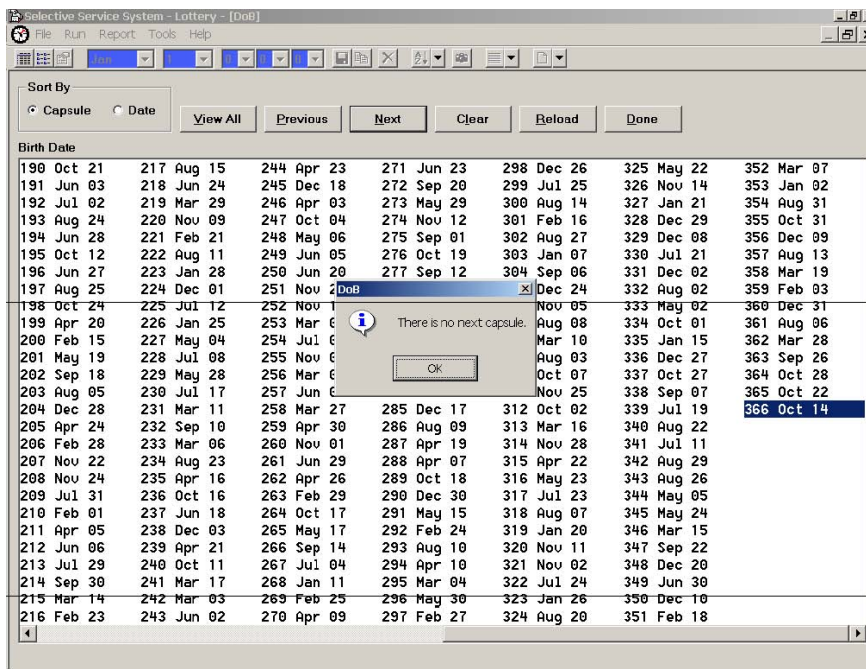 Selective Service System - Lottery - [DoB]
File Run Report Tools Help
Jan 1 0 0 0
Sort By
Capsule Date View All Previous Next Clear Reload Done
Birth Date
190 Oct 21 217 Aug 15 244 Apr 23 271 Jun 23 298 Dec 26 325 May 22 352 Mar 07
191 Jun 03 218 Jun 24 245 Dec 18 272 Sep 20 299 Jul 25 326 Nov 14 353 Jan 02
192 Jul 02 219 Mar 29 246 Apr 03 273 May 29 300 Aug 14 327 Jan 21 354 Aug 31
193 Aug 24 220 Nov 09 247 Oct 04 274 Nov 12 301 Feb 16 328 Dec 29 355 Oct 31
194 Jun 28 221 Feb 21 248 May 06 275 Sep 01 302 Aug 27 329 Dec 08 356 Dec 09
195 Oct 12 222 Aug 11 249 Jun 05 276 Oct 19 303 Jan 07 330 Jul 21 357 Aug 13
196 Jun 27 223 Jan 28 250 Jun 20 277 Sep 12 304 Sep 06 331 Dec 02 358 Mar 19
197 Aug 25 224 Dec 01 251 Nov DoB Dec 24 332 Aug 02 359 Feb 03
198 Oct 24 225 Jul 12 252 Nov Nov 05 333 May 02 360 Dec 31
199 Apr 20 226 Jan 25 253 Mar There is no next capsule. Aug 08 334 Oct 01 361 Aug 06
200 Feb 15 227 May 04 254 Jul Mar 10 335 Jan 15 362 Mar 28
201 May 19 228 Jul 08 255 Nov Aug 03 336 Dec 27 363 Sep 26
202 Sep 18 229 May 28 256 Mar OK Oct 07 337 Oct 27 364 Oct 28
203 Aug 05 230 Jul 17 257 Jun Nov 25 338 Sep 07 365 Oct 22
204 Dec 28 231 Mar 11 258 Mar 27 285 Dec 17 312 Oct 02 339 Jul 19 366 Oct 14
205 Apr 24 232 Sep 10 259 Apr 30 286 Aug 09 313 Mar 16 340 Aug 22
206 Feb 28 233 Mar 06 260 Nov 01 287 Apr 19 314 Nov 28 341 Jul 11
207 Nov 22 234 Aug 23 261 Jun 29 288 Apr 07 315 Apr 22 342 Aug 29
208 Nov 24 235 Apr 16 262 Apr 26 289 Oct 18 316 May 23 343 Aug 26
209 Jul 31 236 Oct 16 263 Feb 29 290 Dec 30 317 Jul 23 344 May 05
210 Feb 01 237 Jun 18 264 Oct 17 291 May 15 318 Aug 07 345 May 24
211 Apr 05 238 Dec 03 265 May 17 292 Feb 24 319 Jan 20 346 Mar 15
212 Jun 06 239 Apr 21 266 Sep 14 293 Aug 10 320 Nov 11 347 Sep 22
213 Jul 29 240 Oct 11 267 Jul 04 294 Apr 10 321 Nov 02 348 Dec 20
214 Sep 30 241 Mar 17 268 Jan 11 295 Mar 04 322 Jul 24 349 Jun 30
215 Mar 14 242 Mar 03 269 Feb 25 296 May 30 323 Jan 26 350 Dec 10
216 Feb 23 243 Jun 02 270 Apr 09 297 Feb 27 324 Aug 20 351 Feb 18